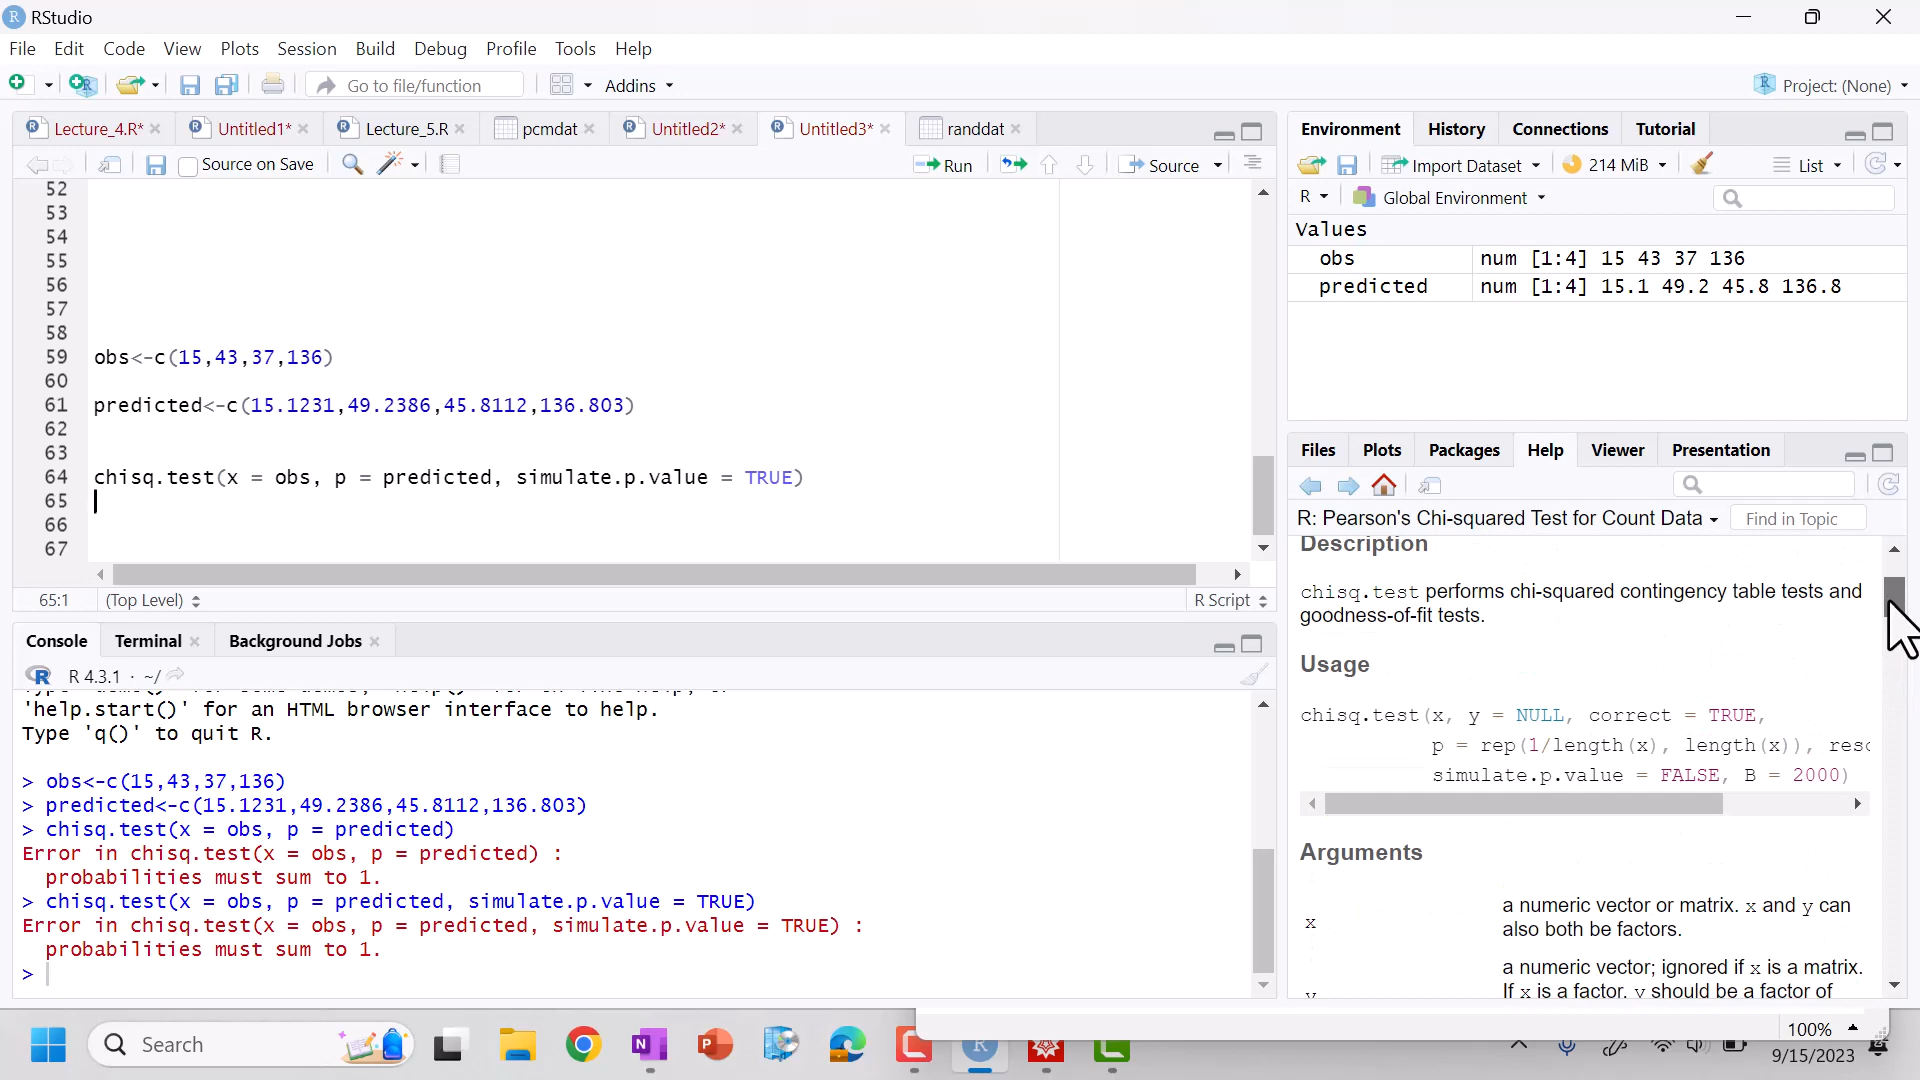 RStudio
File Edit Code View Plots Session Build Debug Profile Tools Help
Go to file/function Addins Project: (None)
Lecture_4.R* Untitled1* Lecture_5.R pcmdat Untitled2* Untitled3* randdat
Source on Save Run Source
52
53
54
55
56
57
58
59 obs<-c(15,43,37,136)
60
61 predicted<-c(15.1231,49.2386,45.8112,136.803)
62
63
64 chisq.test(x = obs, p = predicted, simulate.p.value = TRUE)
65
66
67
65:1 (Top Level) R Script
Console Terminal Background Jobs
R 4.3.1 · ~/
'help.start()' for an HTML browser interface to help.
Type 'q()' to quit R.
> obs<-c(15,43,37,136)
> predicted<-c(15.1231,49.2386,45.8112,136.803)
> chisq.test(x = obs, p = predicted)
Error in chisq.test(x = obs, p = predicted) :
probabilities must sum to 1.
> chisq.test(x = obs, p = predicted, simulate.p.value = TRUE)
Error in chisq.test(x = obs, p = predicted, simulate.p.value = TRUE) :
probabilities must sum to 1.
>
Environment History Connections Tutorial
Import Dataset 214 MiB List
R Global Environment
Values
obs num [1:4] 15 43 37 136
predicted num [1:4] 15.1 49.2 45.8 136.8
Files Plots Packages Help Viewer Presentation
R: Pearson's Chi-squared Test for Count Data Find in Topic
Description
chisq.test performs chi-squared contingency table tests and
goodness-of-fit tests.
Usage
chisq.test(x, y = NULL, correct = TRUE,
p = rep(1/length(x), length(x)), resc
simulate.p.value = FALSE, B = 2000)
Arguments
x a numeric vector or matrix. x and y can
also both be factors.
y a numeric vector; ignored if x is a matrix.
If x is a factor, y should be a factor of
100%
Search
9/15/2023